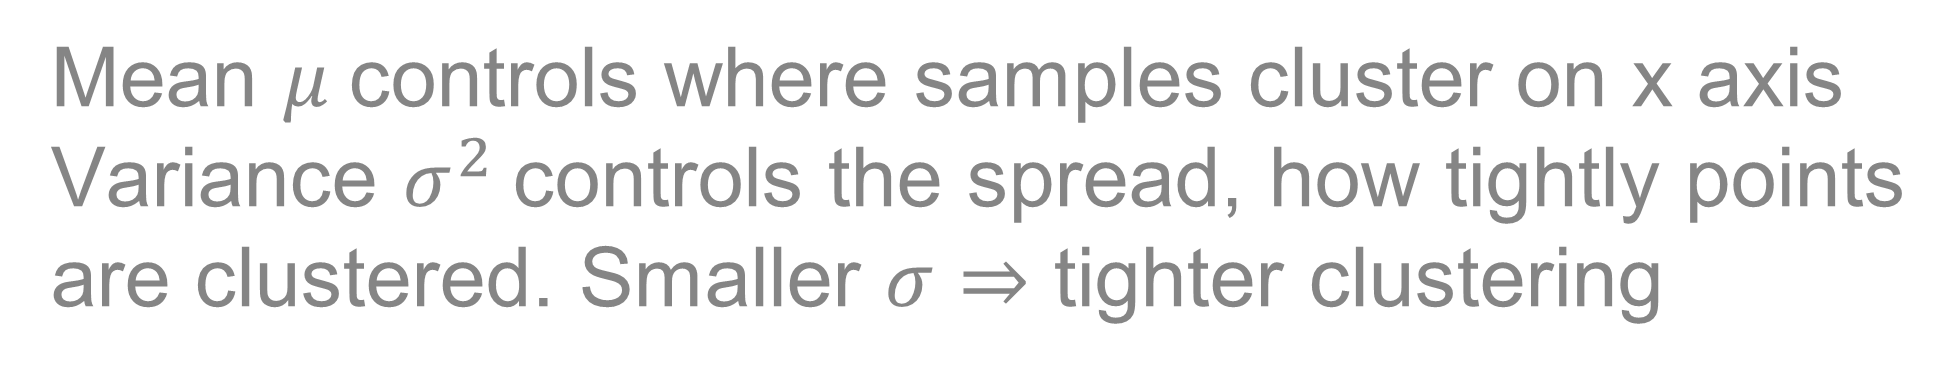 Mean μ controls where samples cluster on x axis
Variance σ² controls the spread, how tightly points
are clustered. Smaller σ ⇒ tighter clustering